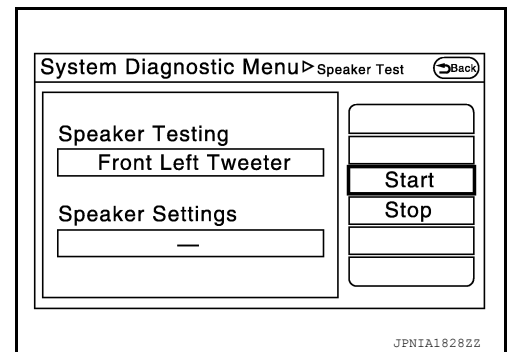 System Diagnostic Menu▷Speaker Test Back
Speaker Testing
Front Left Tweeter
Start
Speaker Settings
Stop
—
JPNIA1828ZZ